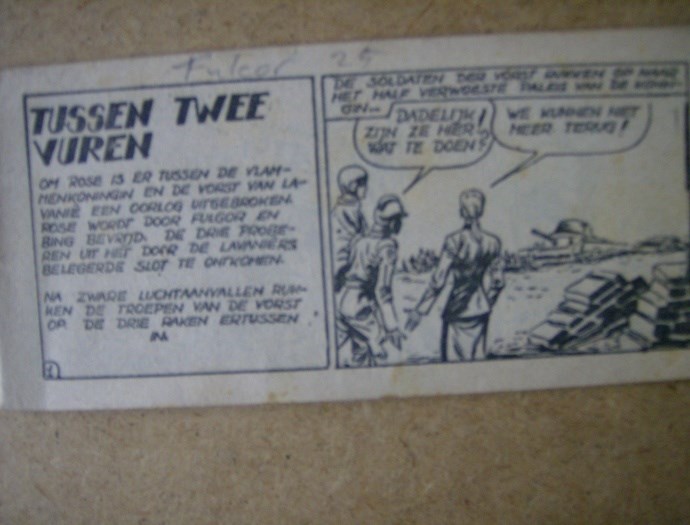 Fulgor 25
TUSSEN TWEE
VUREN
OM ROSE IS ER TUSSEN DE VLAM-
MENKONINGIN EN DE VORST VAN LA-
VANIË EEN OORLOG UITGEBROKEN.
ROSE WORDT DOOR FULGOR EN
BING BEVRIJD. DE DRIE PROBE-
REN UIT HET DOOR DE LAVANIËRS
BELEGERDE SLOT TE ONTKOMEN.
NA ZWARE LUCHTAANVALLEN RUK-
KEN DE TROEPEN VAN DE VORST
OP. DE DRIE RAKEN ERTUSSEN
IN.
1
DE SOLDATEN DER VORST RUKKEN OP NAAR
HET HALF VERWOESTE PALEIS VAN DE KONIN-
GIN...
DADELIJK
ZIJN ZE HIER!
WAT TE DOEN?
WE KUNNEN NIET
MEER TERUG!